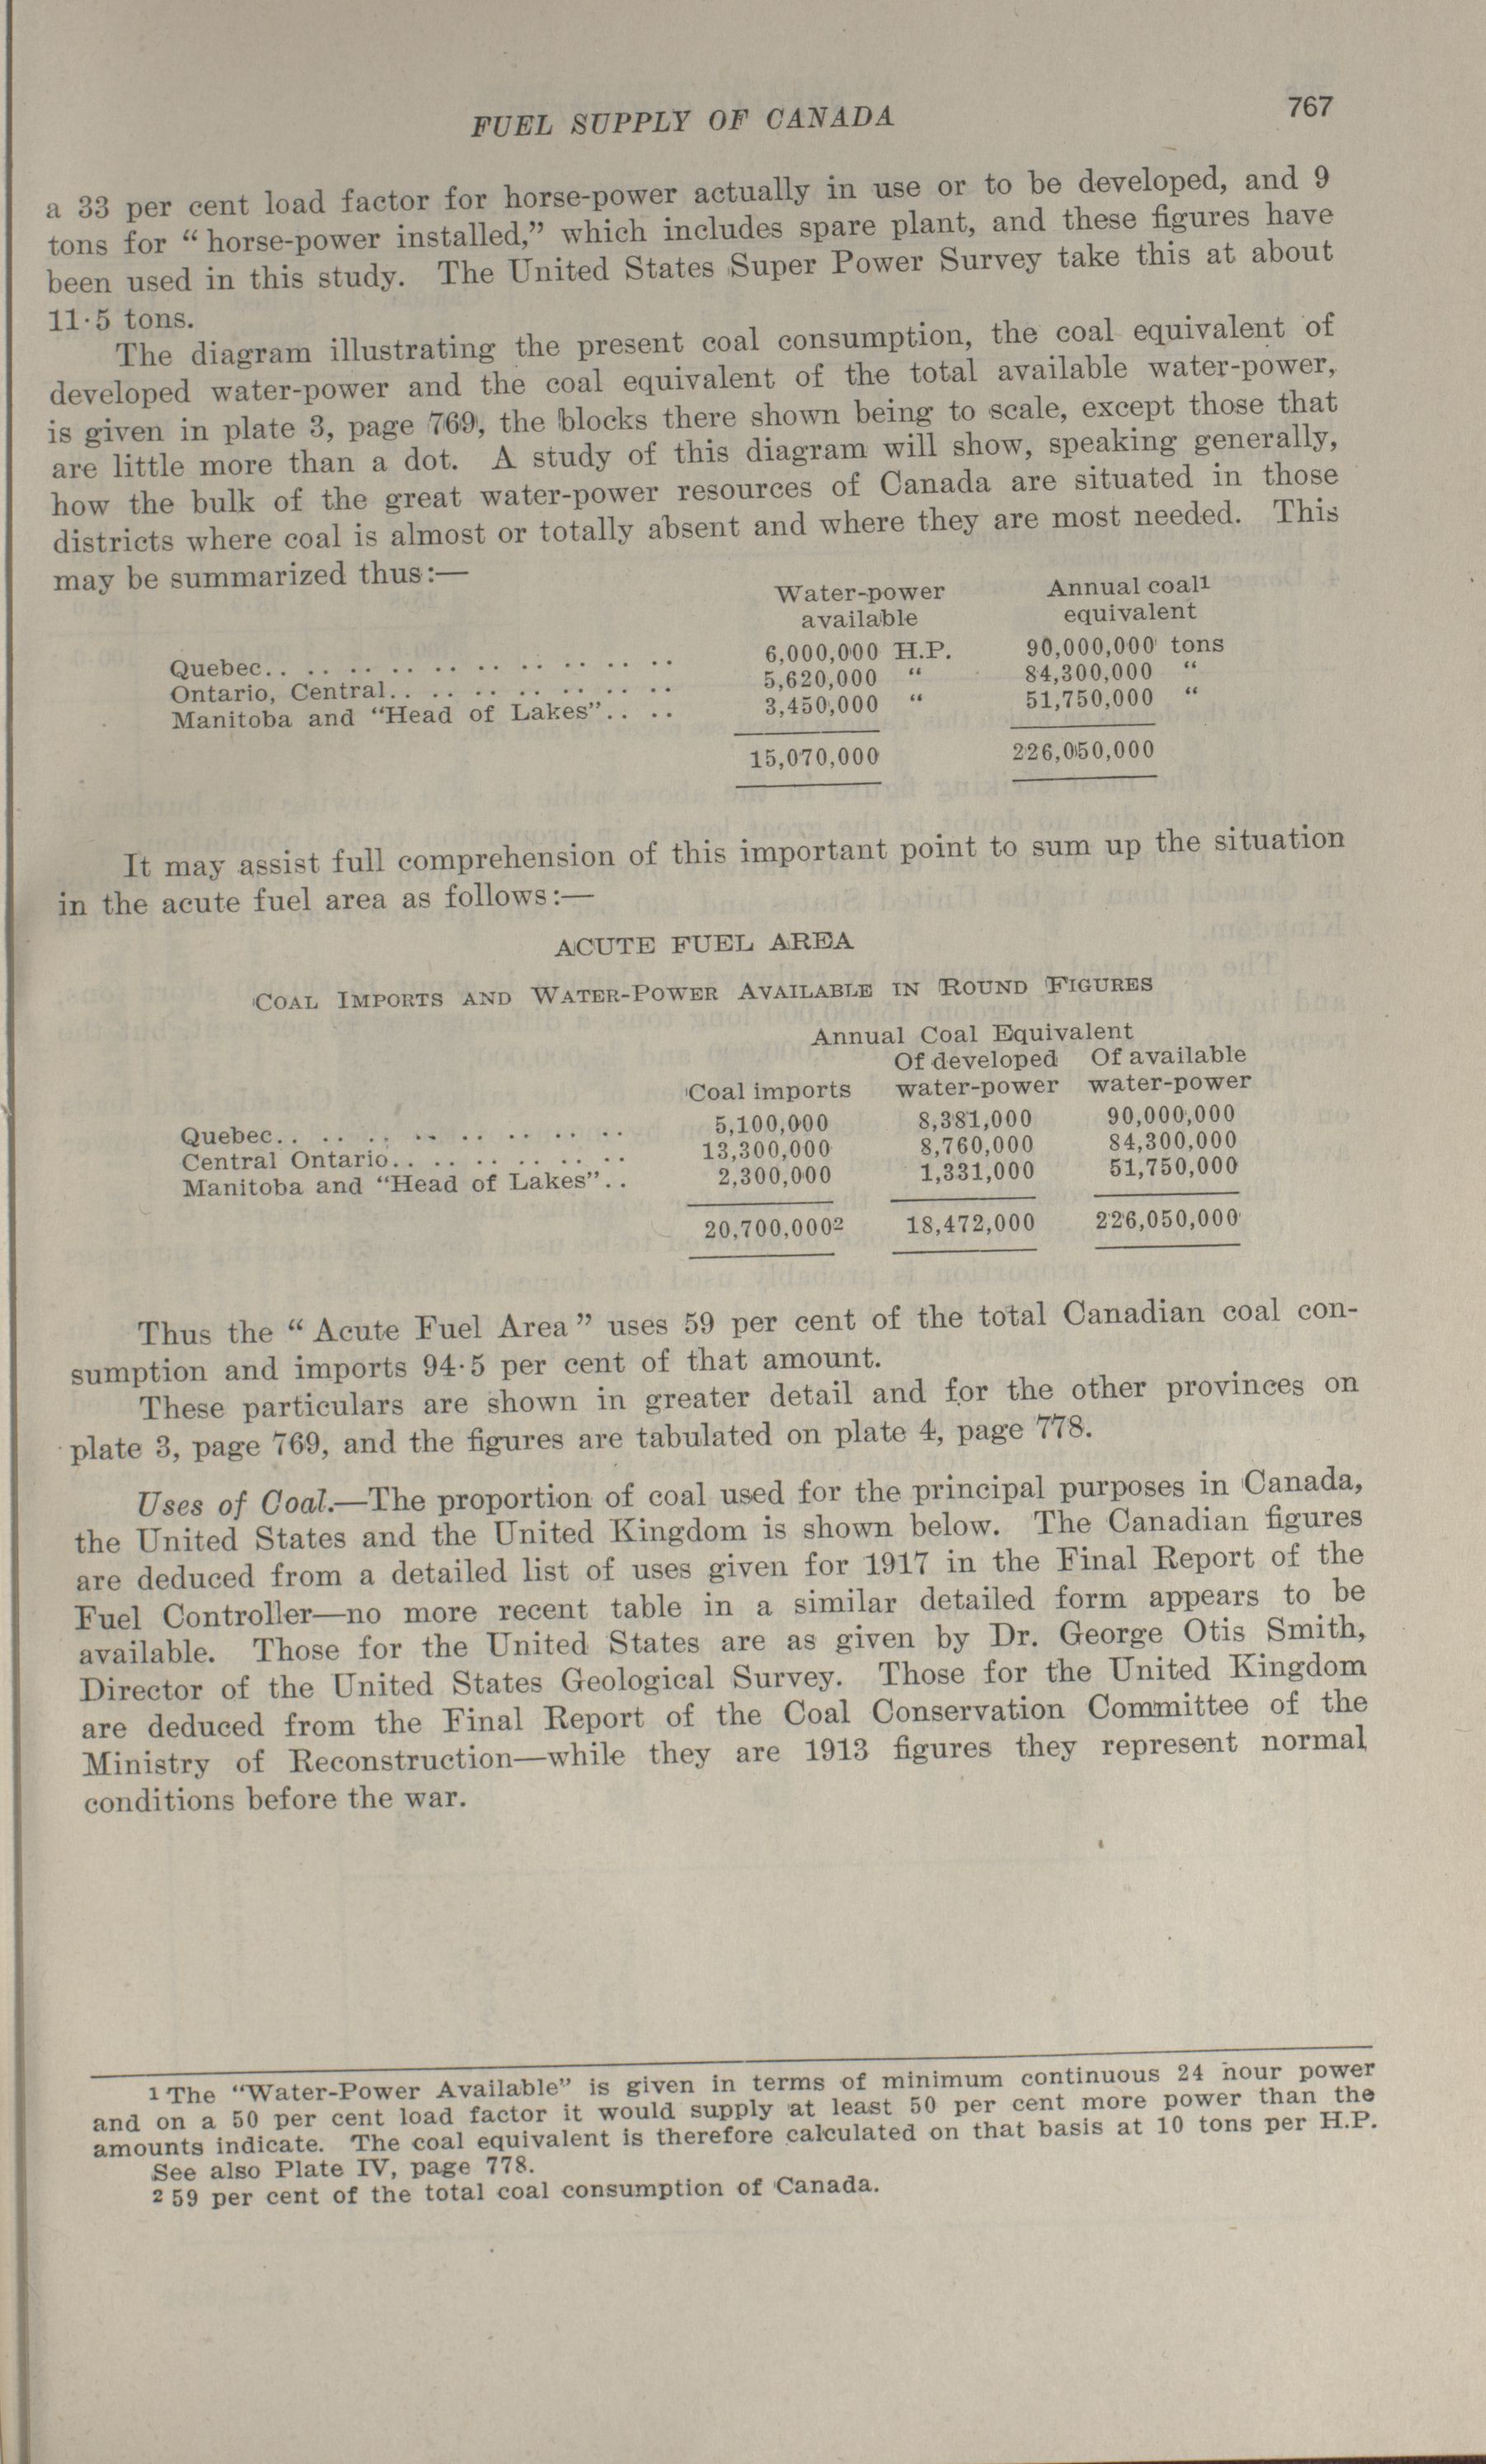 FUEL SUPPLY OF CANADA 767
a 33 per cent load factor for horse-power actually in use or to be developed, and 9
tons for “horse-power installed,” which includes spare plant, and these figures have
been used in this study. The United States Super Power Survey take this at about
11·5 tons.
The diagram illustrating the present coal consumption, the coal equivalent of
developed water-power and the coal equivalent of the total available water-power,
is given in plate 3, page 769, the blocks there shown being to scale, except those that
are little more than a dot. A study of this diagram will show, speaking generally,
how the bulk of the great water-power resources of Canada are situated in those
districts where coal is almost or totally absent and where they are most needed. This
may be summarized thus:—
Water-power Annual coal1
available equivalent
Quebec.. .. .. .. .. .. .. .. .. .. 6,000,000 H.P. 90,000,000 tons
Ontario, Central.. .. .. .. .. .. .. 5,620,000 “ 84,300,000 “
Manitoba and “Head of Lakes”.. .. 3,450,000 “ 51,750,000 “
15,070,000 226,050,000
It may assist full comprehension of this important point to sum up the situation
in the acute fuel area as follows:—
ACUTE FUEL AREA
COAL IMPORTS AND WATER-POWER AVAILABLE IN ROUND FIGURES
Annual Coal Equivalent
Of developed Of available
Coal imports water-power water-power
Quebec.. .. .. .. .. .. .. .. 5,100,000 8,381,000 90,000,000
Central Ontario.. .. .. .. .. .. 13,300,000 8,760,000 84,300,000
Manitoba and “Head of Lakes”.. 2,300,000 1,331,000 51,750,000
20,700,0002 18,472,000 226,050,000
Thus the “Acute Fuel Area” uses 59 per cent of the total Canadian coal con-
sumption and imports 94·5 per cent of that amount.
These particulars are shown in greater detail and for the other provinces on
plate 3, page 769, and the figures are tabulated on plate 4, page 778.
Uses of Coal.—The proportion of coal used for the principal purposes in Canada,
the United States and the United Kingdom is shown below. The Canadian figures
are deduced from a detailed list of uses given for 1917 in the Final Report of the
Fuel Controller—no more recent table in a similar detailed form appears to be
available. Those for the United States are as given by Dr. George Otis Smith,
Director of the United States Geological Survey. Those for the United Kingdom
are deduced from the Final Report of the Coal Conservation Committee of the
Ministry of Reconstruction—while they are 1913 figures they represent normal
conditions before the war.
1 The “Water-Power Available” is given in terms of minimum continuous 24 hour power
and on a 50 per cent load factor it would supply at least 50 per cent more power than the
amounts indicate. The coal equivalent is therefore calculated on that basis at 10 tons per H.P.
See also Plate IV, page 778.
2 59 per cent of the total coal consumption of Canada.